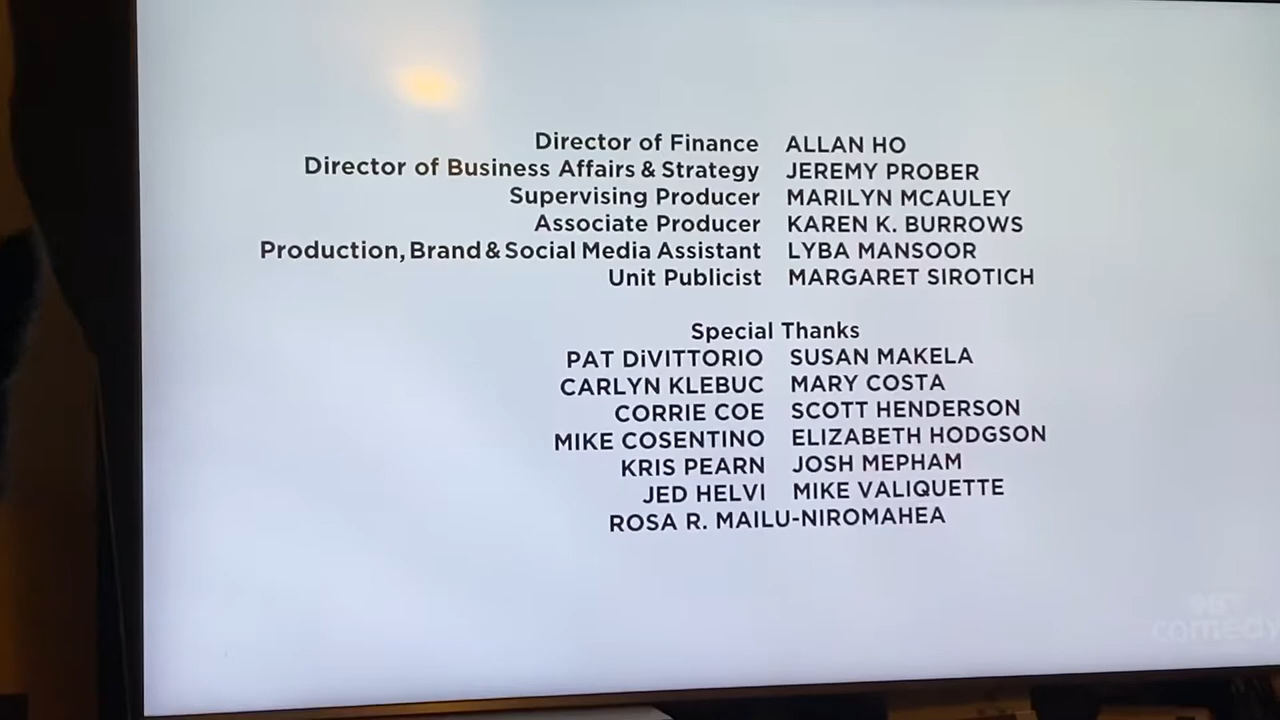 Director of Finance ALLAN HO
Director of Business Affairs & Strategy JEREMY PROBER
Supervising Producer MARILYN MCAULEY
Associate Producer KAREN K. BURROWS
Production, Brand & Social Media Assistant LYBA MANSOOR
Unit Publicist MARGARET SIROTICH
Special Thanks
PAT DiVITTORIO SUSAN MAKELA
CARLYN KLEBUC MARY COSTA
CORRIE COE SCOTT HENDERSON
MIKE COSENTINO ELIZABETH HODGSON
KRIS PEARN JOSH MEPHAM
JED HELVI MIKE VALIQUETTE
ROSA R. MAILU-NIROMAHEA
comedy